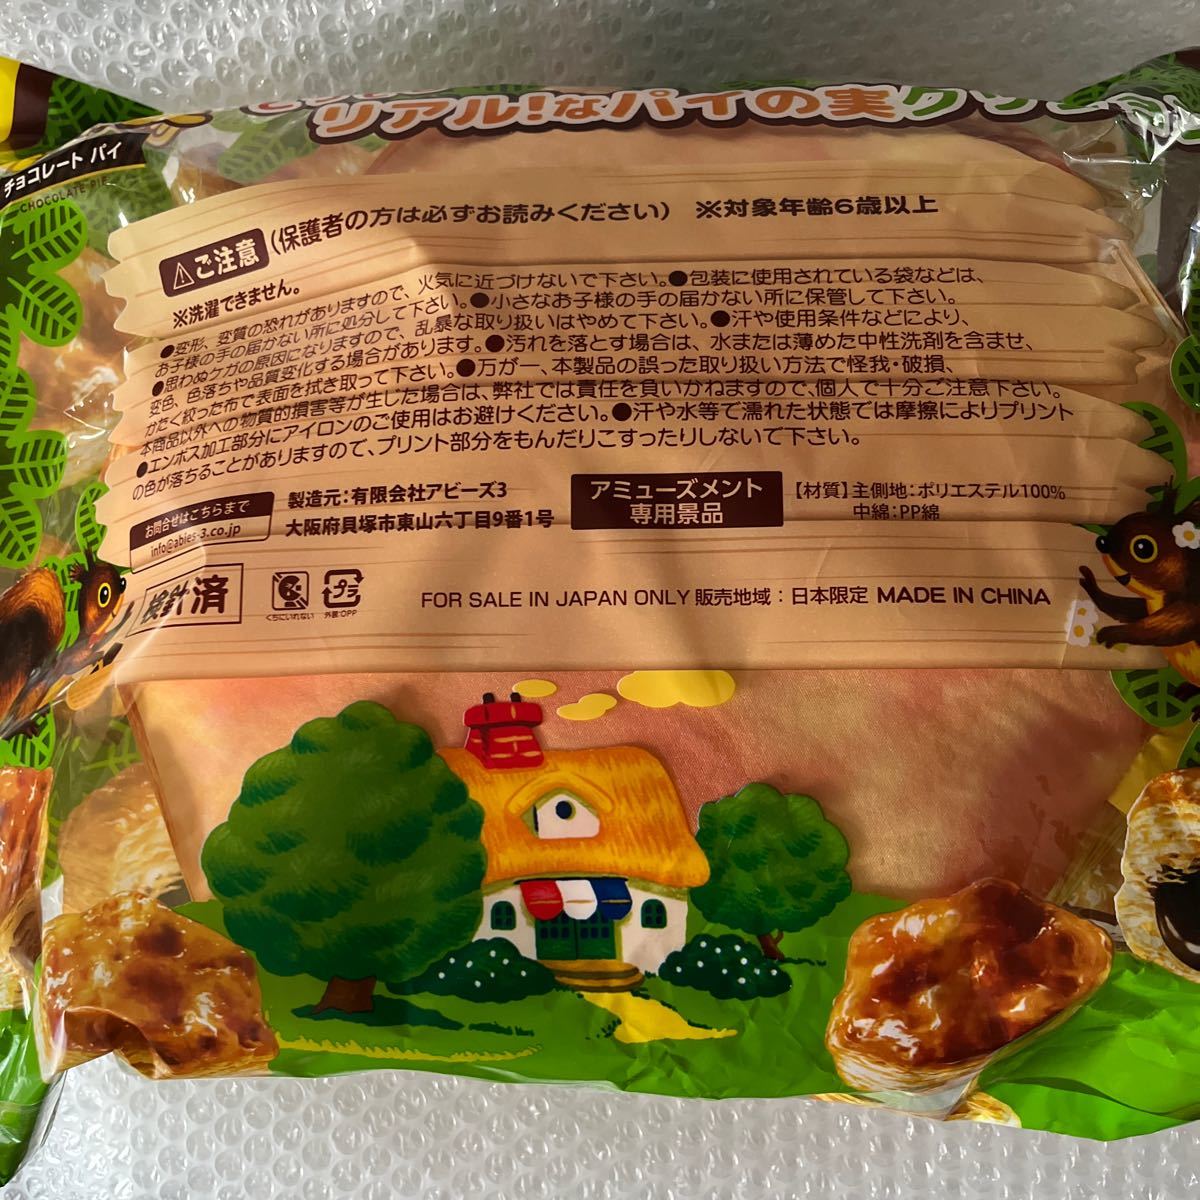 リアル!なパイの実ク
チョコレート パイ
CHOCOLATE PIE
⚠ご注意 (保護者の方は必ずお読みください) ※対象年齢6歳以上
※洗濯できません。
●変形、変質の恐れがありますので、火気に近づけないで下さい。●包装に使用されている袋などは、
お子様の手の届かない所に処分して下さい。●小さなお子様の手の届かない所に保管して下さい。
●思わぬケガの原因になりますので、乱暴な取り扱いはやめて下さい。●汗や使用条件などにより、
変色、色落ちや品質変化する場合があります。●汚れを落とす場合は、水または薄めた中性洗剤を含ませ、
かたく絞った布で表面を拭き取って下さい。●万が一、本製品の誤った取り扱い方法で怪我・破損、
本商品以外への物質的損害等が生じた場合は、弊社では責任を負いかねますので、個人で十分ご注意下さい。
●エンボス加工部分にアイロンのご使用はお避けください。●汗や水等で濡れた状態では摩擦によりプリント
の色が落ちることがありますので、プリント部分をもんだりこすったりしないで下さい。
お問合せはこちらまで
info@abies-3.co.jp
製造元:有限会社アビーズ3
大阪府貝塚市東山六丁目9番1号
アミューズメント
専用景品
【材質】主側地:ポリエステル100%
中綿:PP綿
検計済
くちにいれない
プラ
外装:OPP
FOR SALE IN JAPAN ONLY 販売地域:日本限定 MADE IN CHINA